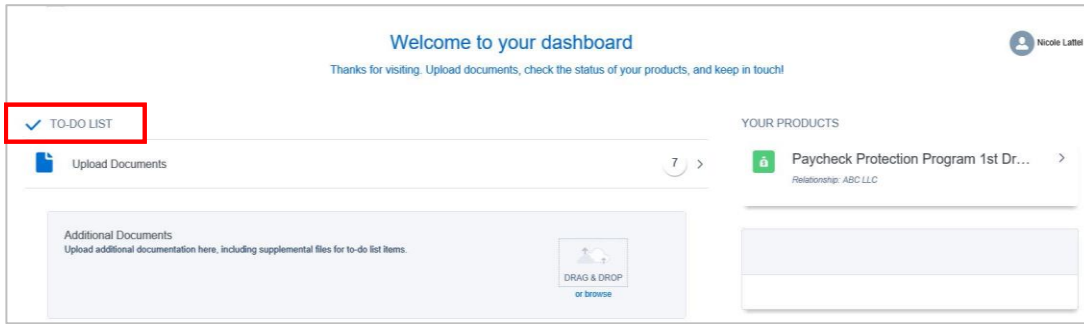 Welcome to your dashboard
Nicole Lattel
Thanks for visiting. Upload documents, check the status of your products, and keep in touch!
TO-DO LIST
Upload Documents
7
Additional Documents
Upload additional documentation here, including supplemental files for to-do list items.
DRAG & DROP
or browse
YOUR PRODUCTS
Paycheck Protection Program 1st Dr...
Relationship: ABC LLC